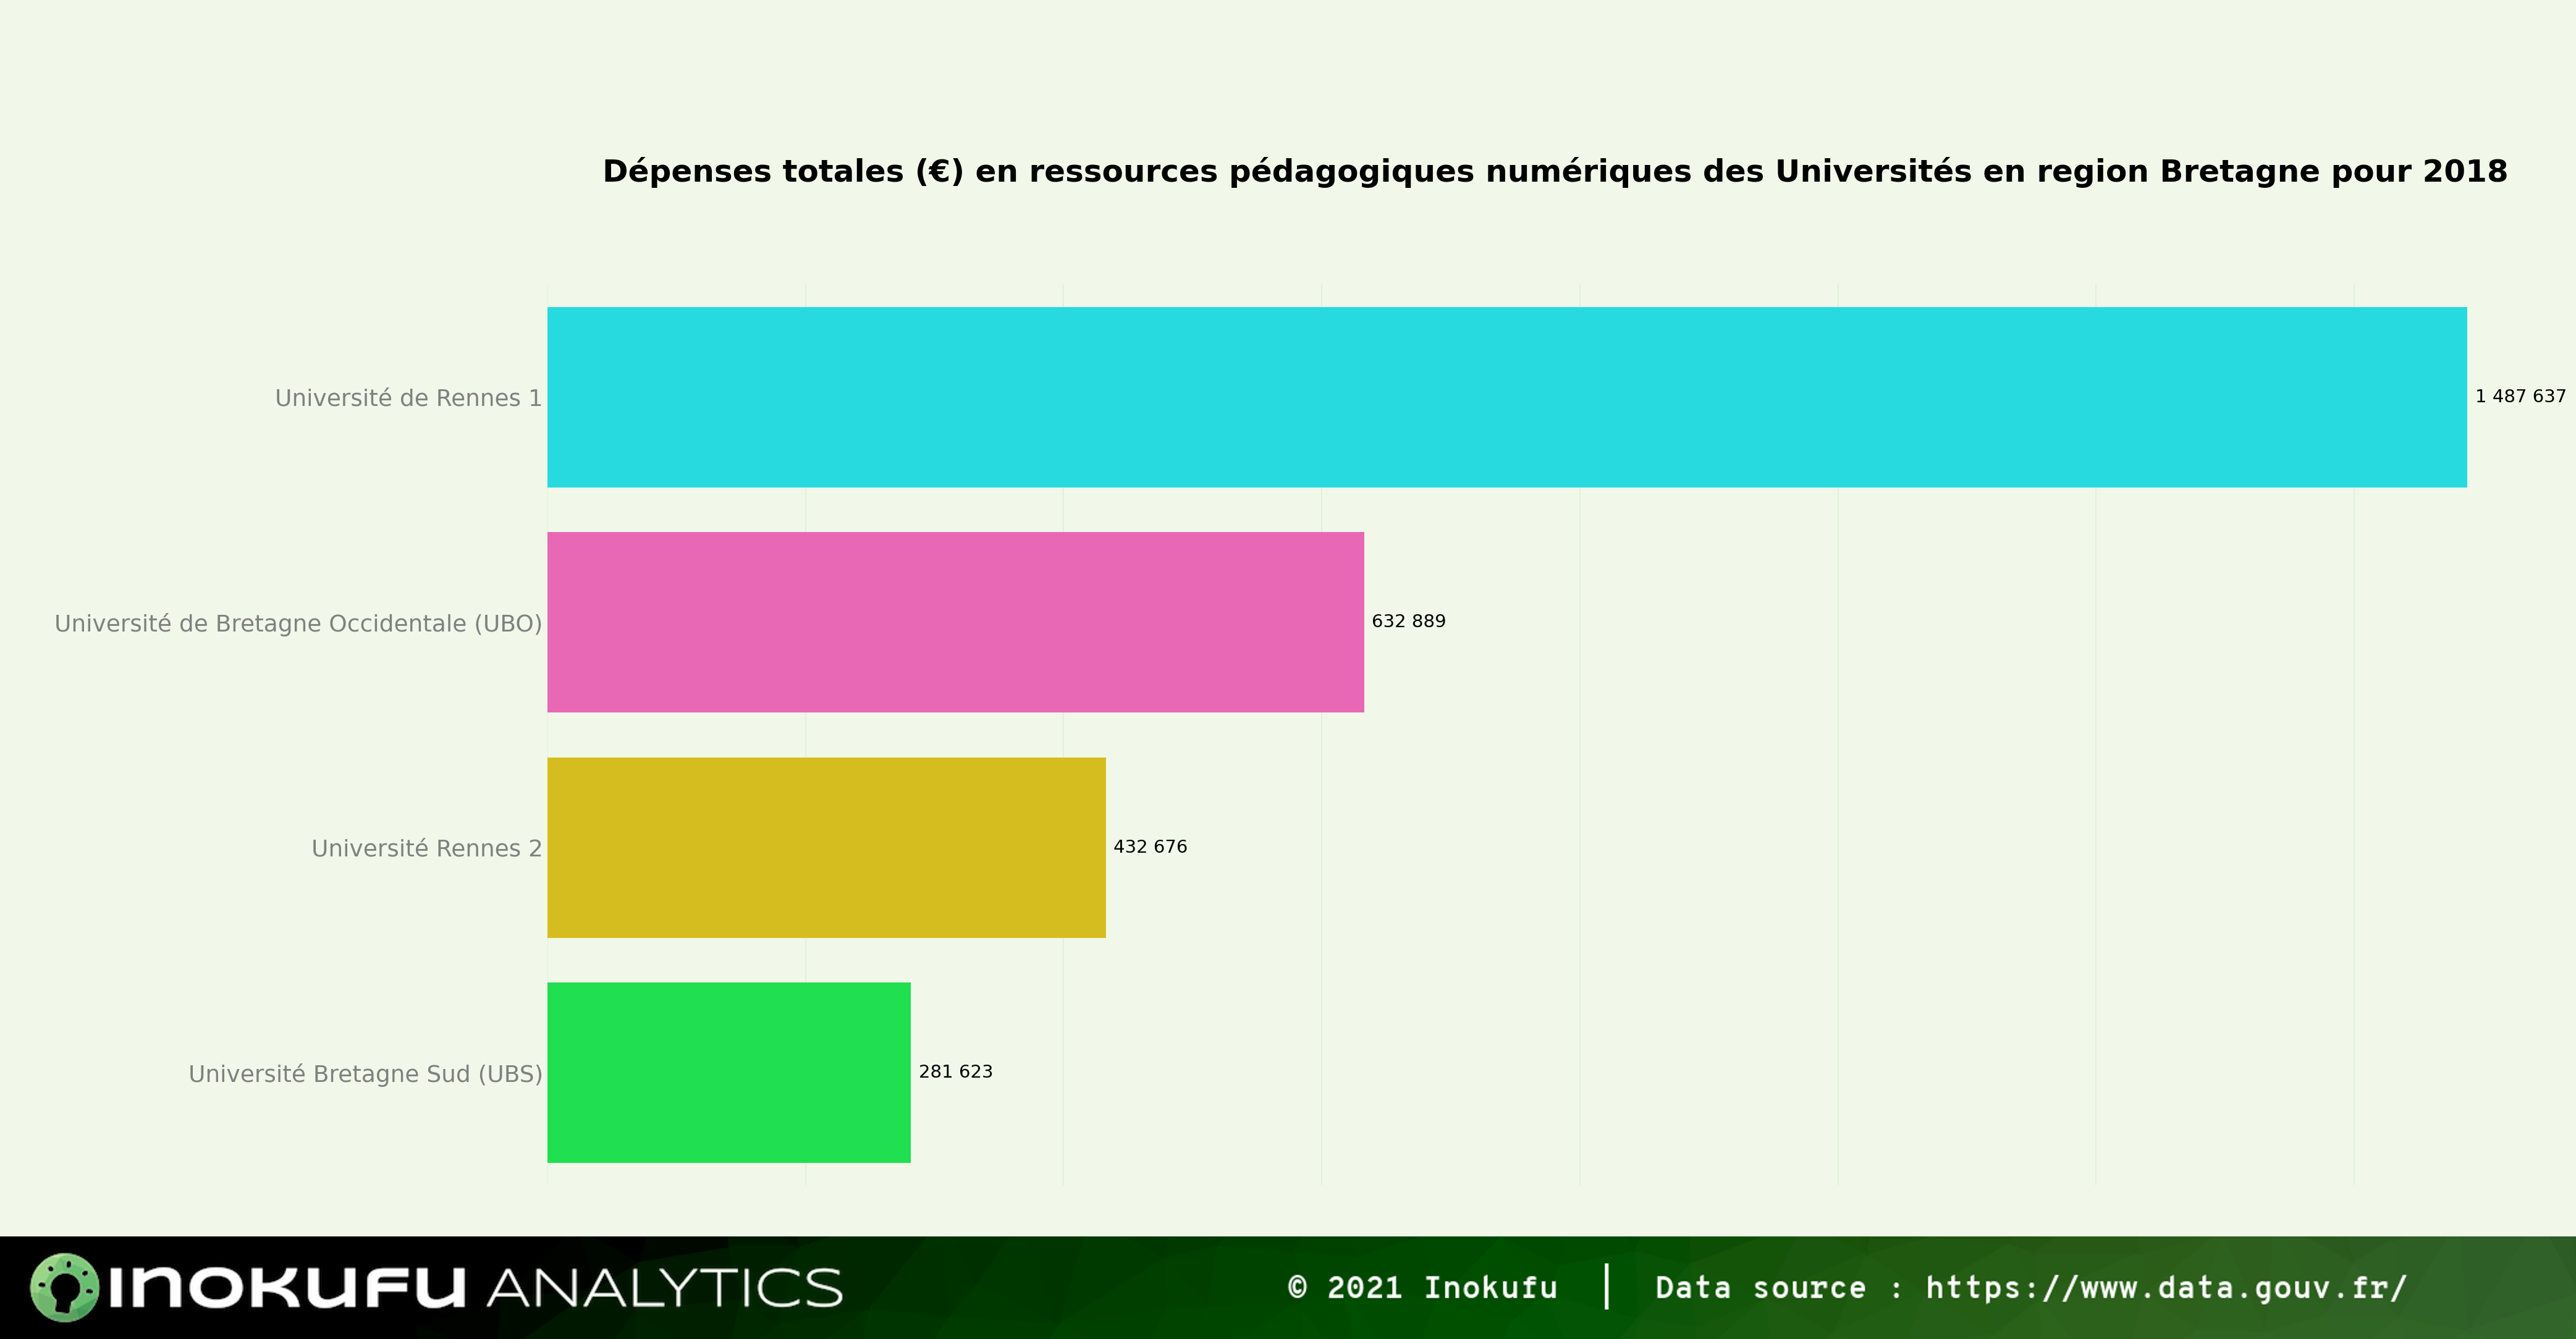 Dépenses totales (€) en ressources pédagogiques numériques des Universités en region Bretagne pour 2018
Université de Rennes 1
1 487 637
Université de Bretagne Occidentale (UBO)
632 889
Université Rennes 2
432 676
Université Bretagne Sud (UBS)
281 623
INOKUFU ANALYTICS
© 2021 Inokufu | Data source : https://www.data.gouv.fr/